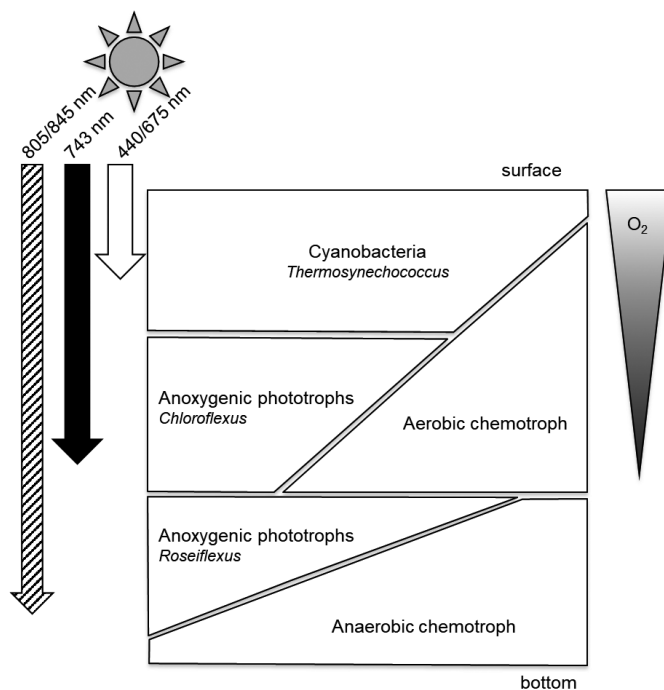 805/845 nm
743 nm
440/675 nm
surface
O₂
Cyanobacteria
Thermosynechococcus
Anoxygenic phototrophs
Chloroflexus
Aerobic chemotroph
Anoxygenic phototrophs
Roseiflexus
Anaerobic chemotroph
bottom